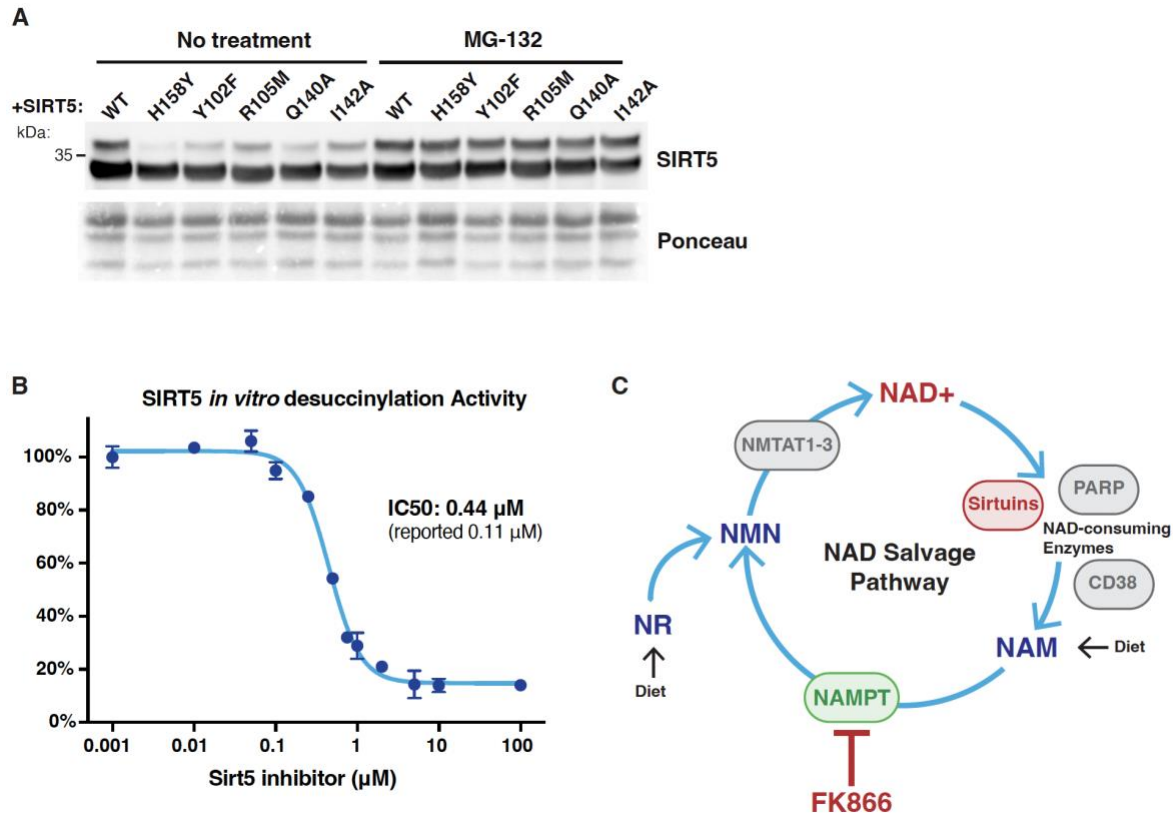 A
No treatment
MG-132
+SIRT5:
WT
H158Y
Y102F
R105M
Q140A
I142A
WT
H158Y
Y102F
R105M
Q140A
I142A
kDa:
35
SIRT5
Ponceau
B
SIRT5 in vitro desuccinylation Activity
100%
80%
60%
40%
20%
0%
IC50: 0.44 µM
(reported 0.11 µM)
0.001
0.01
0.1
1
10
100
Sirt5 inhibitor (µM)
C
NAD+
NMTAT1-3
Sirtuins
PARP
NAD-consuming
Enzymes
CD38
NMN
NAD Salvage
Pathway
NR
Diet
NAM
Diet
NAMPT
FK866